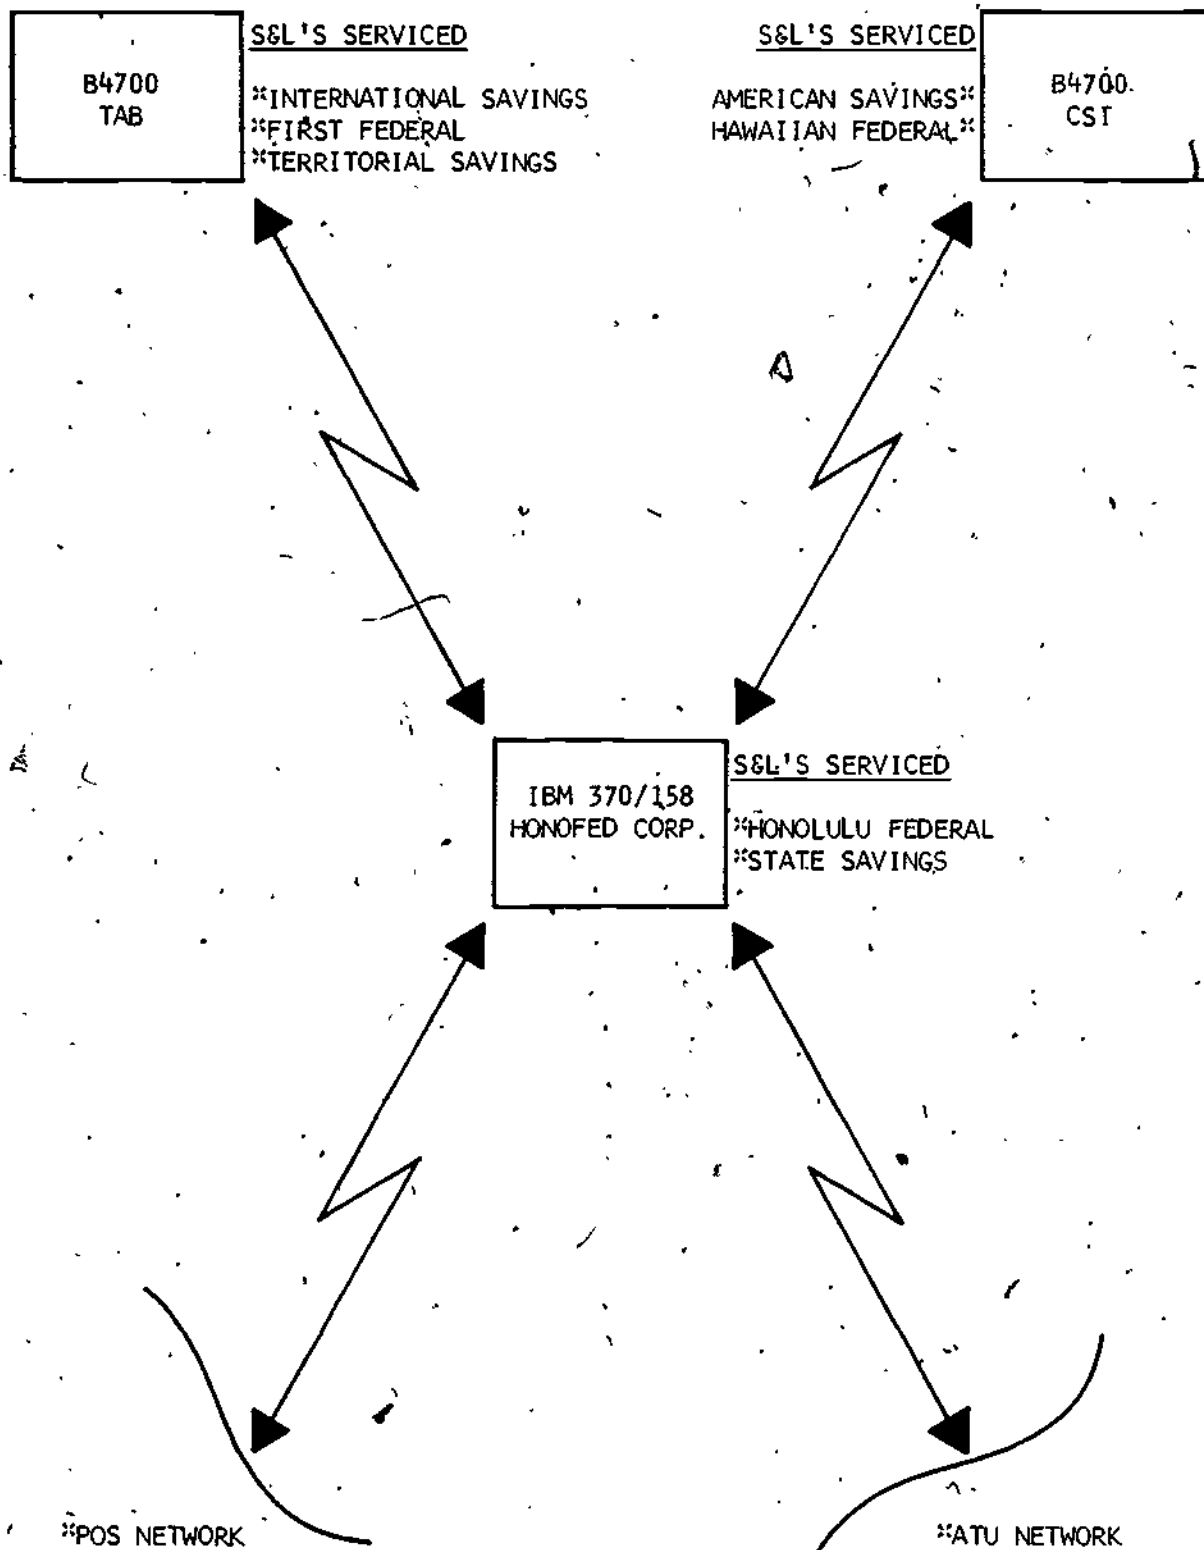 B4700
TAB
S&L'S SERVICED
*INTERNATIONAL SAVINGS
*FIRST FEDERAL
*TERRITORIAL SAVINGS
S&L'S SERVICED
AMERICAN SAVINGS*
HAWAIIAN FEDERAL*
B4700
CSI
IBM 370/158
HONOFED CORP.
S&L'S SERVICED
*HONOLULU FEDERAL
*STATE SAVINGS
*POS NETWORK
*ATU NETWORK